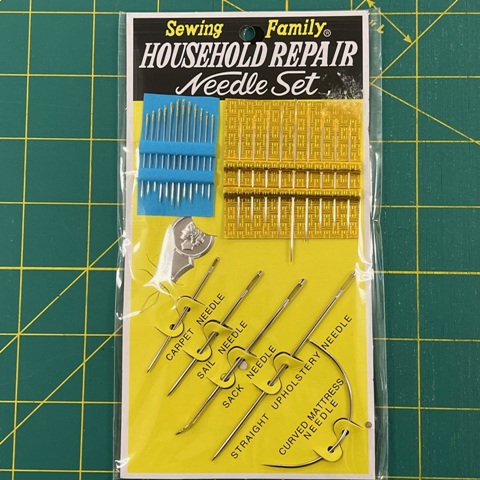 Sewing Family®
HOUSEHOLD REPAIR
Needle Set
CARPET NEEDLE
SAIL NEEDLE
SACK NEEDLE
STRAIGHT UPHOLSTERY NEEDLE
CURVED MATTRESS
NEEDLE